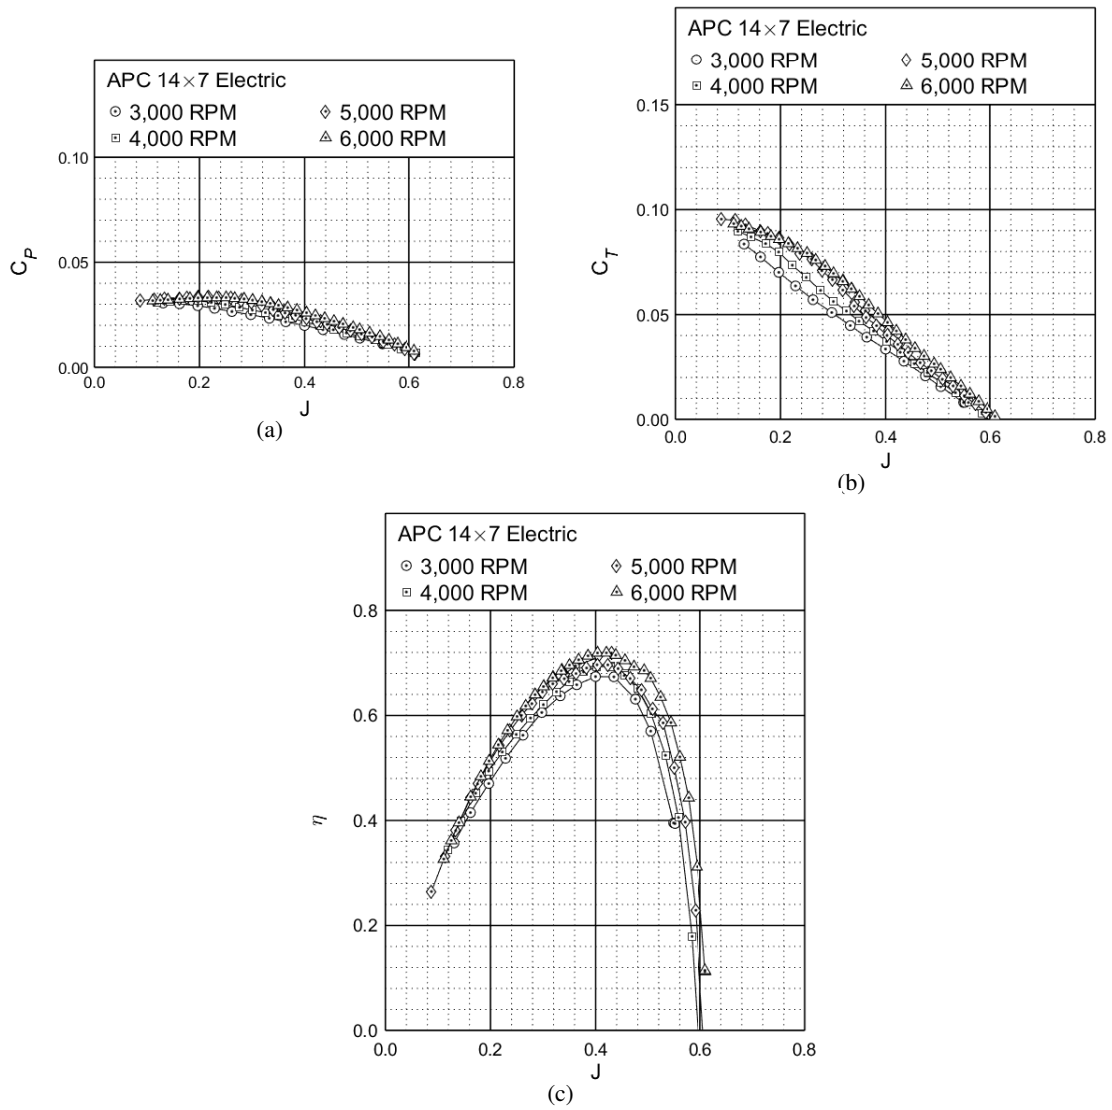 APC 14×7 Electric
3,000 RPM 5,000 RPM
4,000 RPM 6,000 RPM
0.10
0.05
0.00
C_P
0.0 0.2 0.4 0.6 0.8
J
(a)
APC 14×7 Electric
3,000 RPM 5,000 RPM
4,000 RPM 6,000 RPM
0.15
0.10
0.05
0.00
C_T
0.0 0.2 0.4 0.6 0.8
J
(b)
APC 14×7 Electric
3,000 RPM 5,000 RPM
4,000 RPM 6,000 RPM
0.8
0.6
0.4
0.2
0.0
η
0.0 0.2 0.4 0.6 0.8
J
(c)